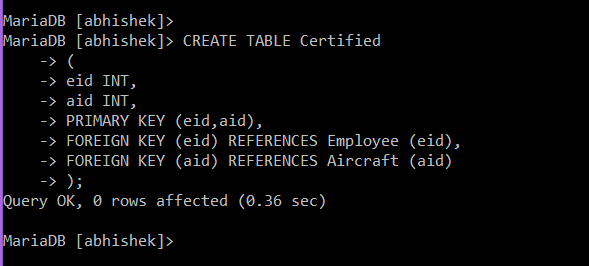 MariaDB [abhishek]>
MariaDB [abhishek]> CREATE TABLE Certified
    -> (
    -> eid INT,
    -> aid INT,
    -> PRIMARY KEY (eid,aid),
    -> FOREIGN KEY (eid) REFERENCES Employee (eid),
    -> FOREIGN KEY (aid) REFERENCES Aircraft (aid)
    -> );
Query OK, 0 rows affected (0.36 sec)
MariaDB [abhishek]>